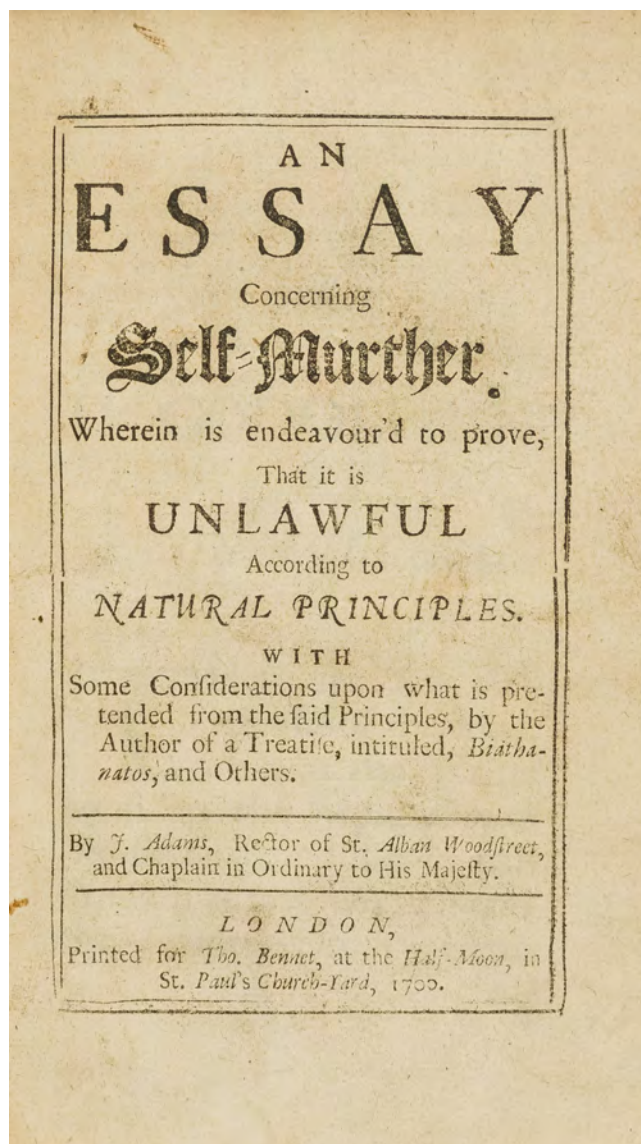 AN
ESSAY
Concerning
Self-Murther.
Wherein is endeavour'd to prove,
That it is
UNLAWFUL
According to
NATURAL PRINCIPLES.
WITH
Some Conſiderations upon what is pre-
tended from the ſaid Principles, by the
Author of a Treatiſe, intituled, Biatha-
natos, and Others.
By J. Adams, Rector of St. Alban Woodſtreet,
and Chaplain in Ordinary to His Majeſty.
LONDON,
Printed for Tho. Bennet, at the Half-Moon, in
St. Paul's Church-Yard, 1700.